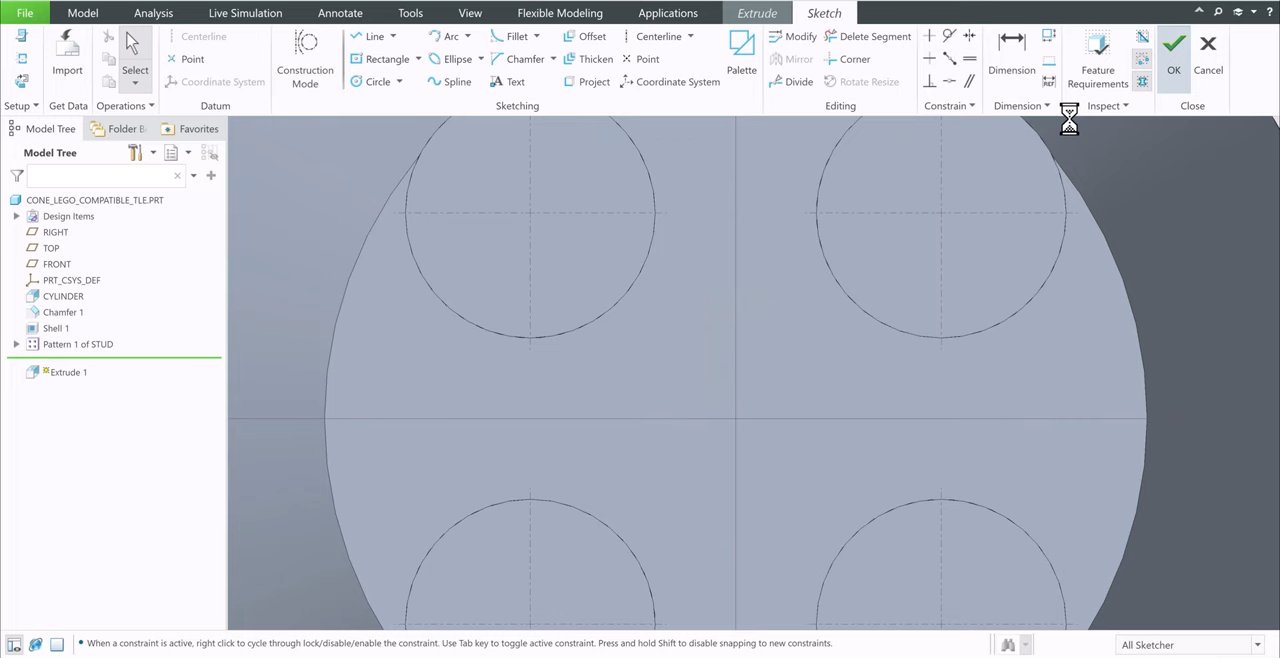 File Model Analysis Live Simulation Annotate Tools View Flexible Modeling Applications Extrude Sketch
Centerline Line Arc Fillet Offset Centerline Modify Delete Segment
Point Rectangle Ellipse Chamfer Thicken Point Mirror Corner
Import Select Construction Palette Dimension Feature OK Cancel
Coordinate System Mode Circle Spline Text Project Coordinate System Divide Rotate Resize Requirements
REF
Setup Get Data Operations Datum Sketching Editing Constrain Dimension Inspect Close
Model Tree Folder B Favorites
Model Tree
CONE_LEGO_COMPATIBLE_TLE.PRT
Design Items
RIGHT
TOP
FRONT
PRT_CSYS_DEF
CYLINDER
Chamfer 1
Shell 1
Pattern 1 of STUD
Extrude 1
• When a constraint is active, right click to cycle through lock/disable/enable the constraint. Use Tab key to toggle active constraint. Press and hold Shift to disable snapping to new constraints.
All Sketcher